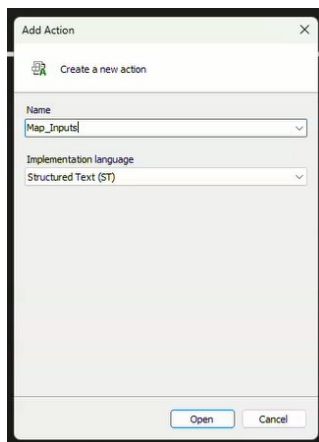 Add Action
Create a new action
Name
Map_Inputs
Implementation language
Structured Text (ST)
Open Cancel